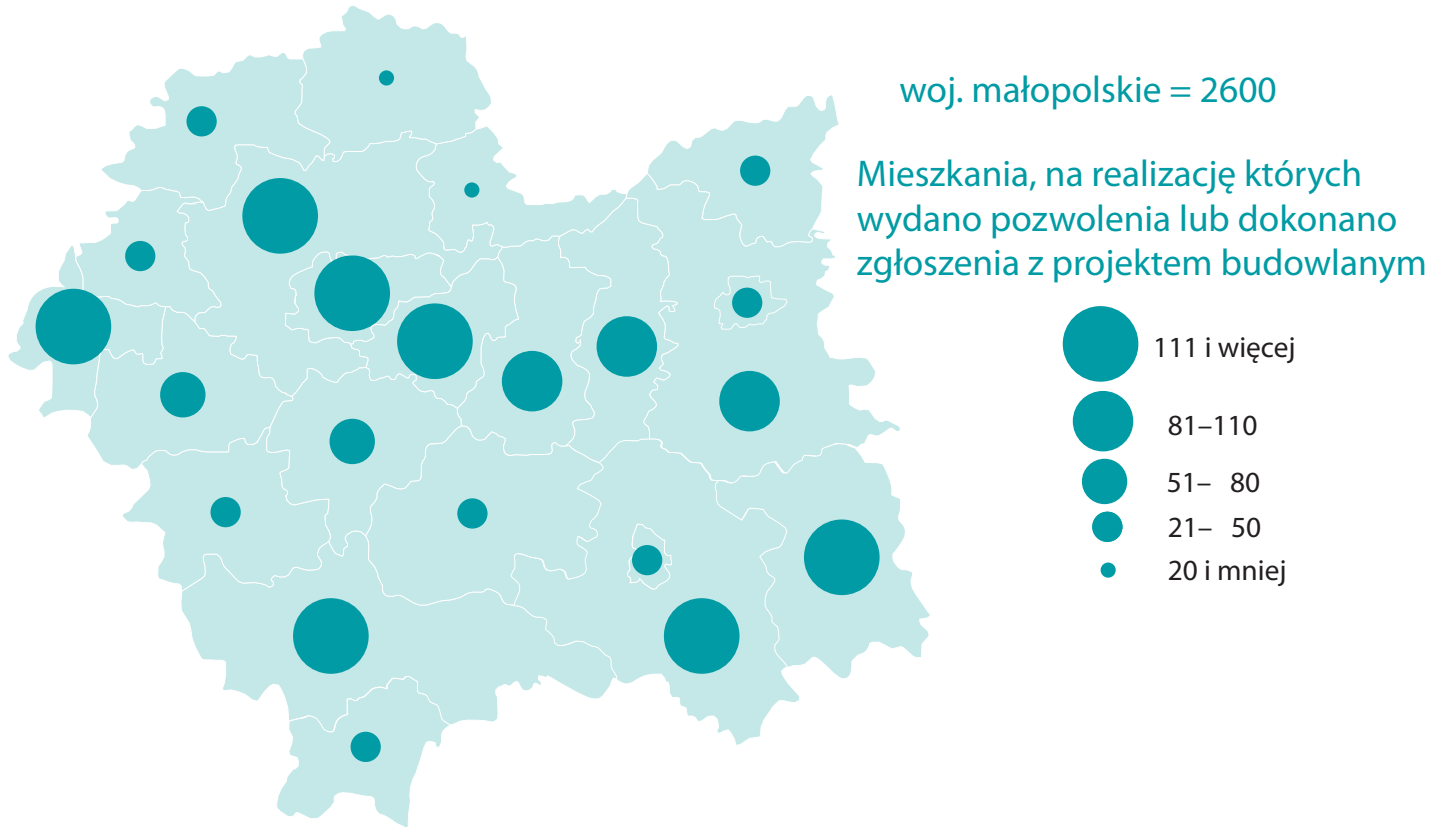 woj. małopolskie = 2600
Mieszkania, na realizację których
wydano pozwolenia lub dokonano
zgłoszenia z projektem budowlanym
111 i więcej
81–110
51– 80
21– 50
20 i mniej